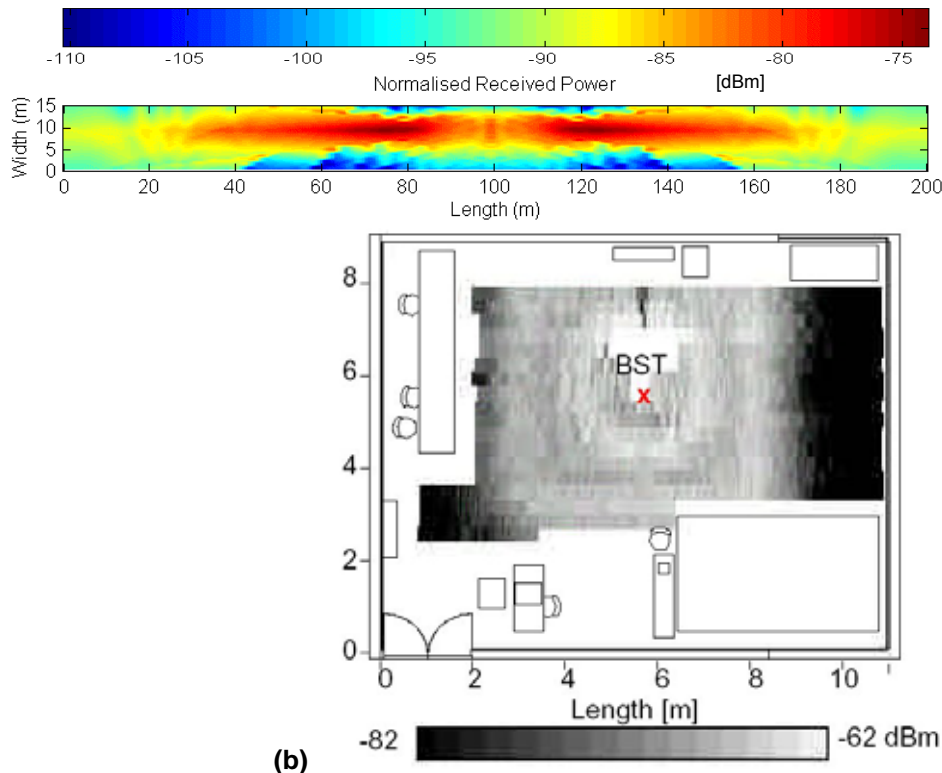 -110 -105 -100 -95 -90 -85 -80 -75
Normalised Received Power [dBm]
Width (m)
15
10
5
0
0 20 40 60 80 100 120 140 160 180 200
Length (m)
8
6
4
2
0
BST
x
0 2 4 6 8 10
Length [m]
-82 -62 dBm
(b)